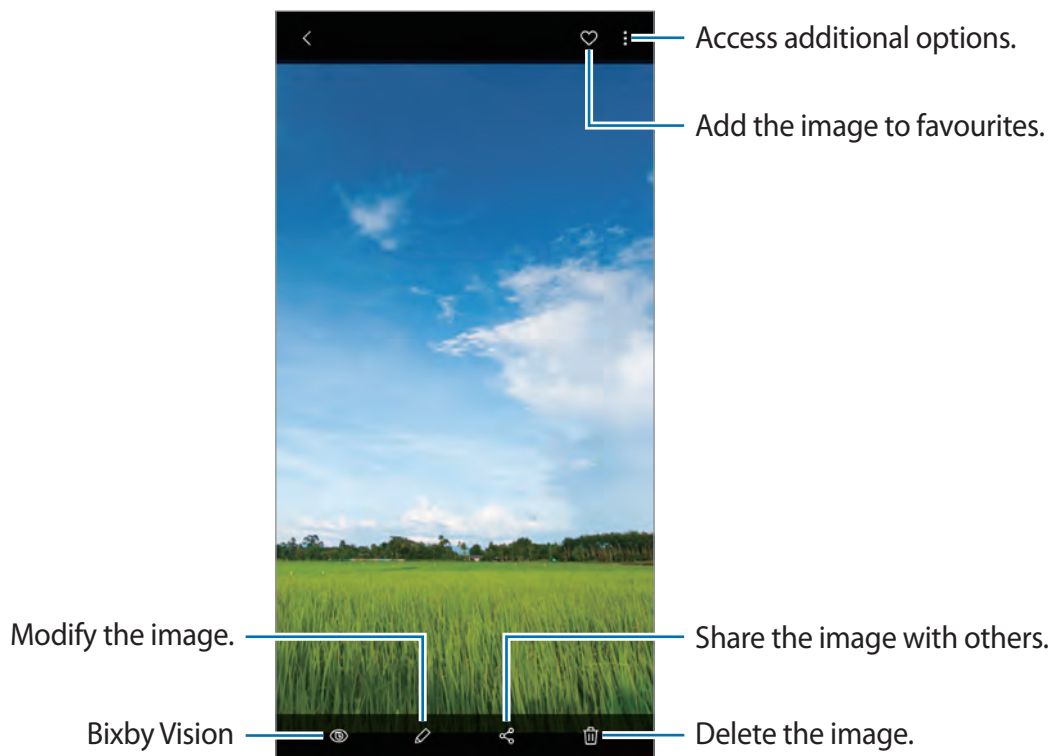 Access additional options.
Add the image to favourites.
Modify the image.
Share the image with others.
Bixby Vision
Delete the image.